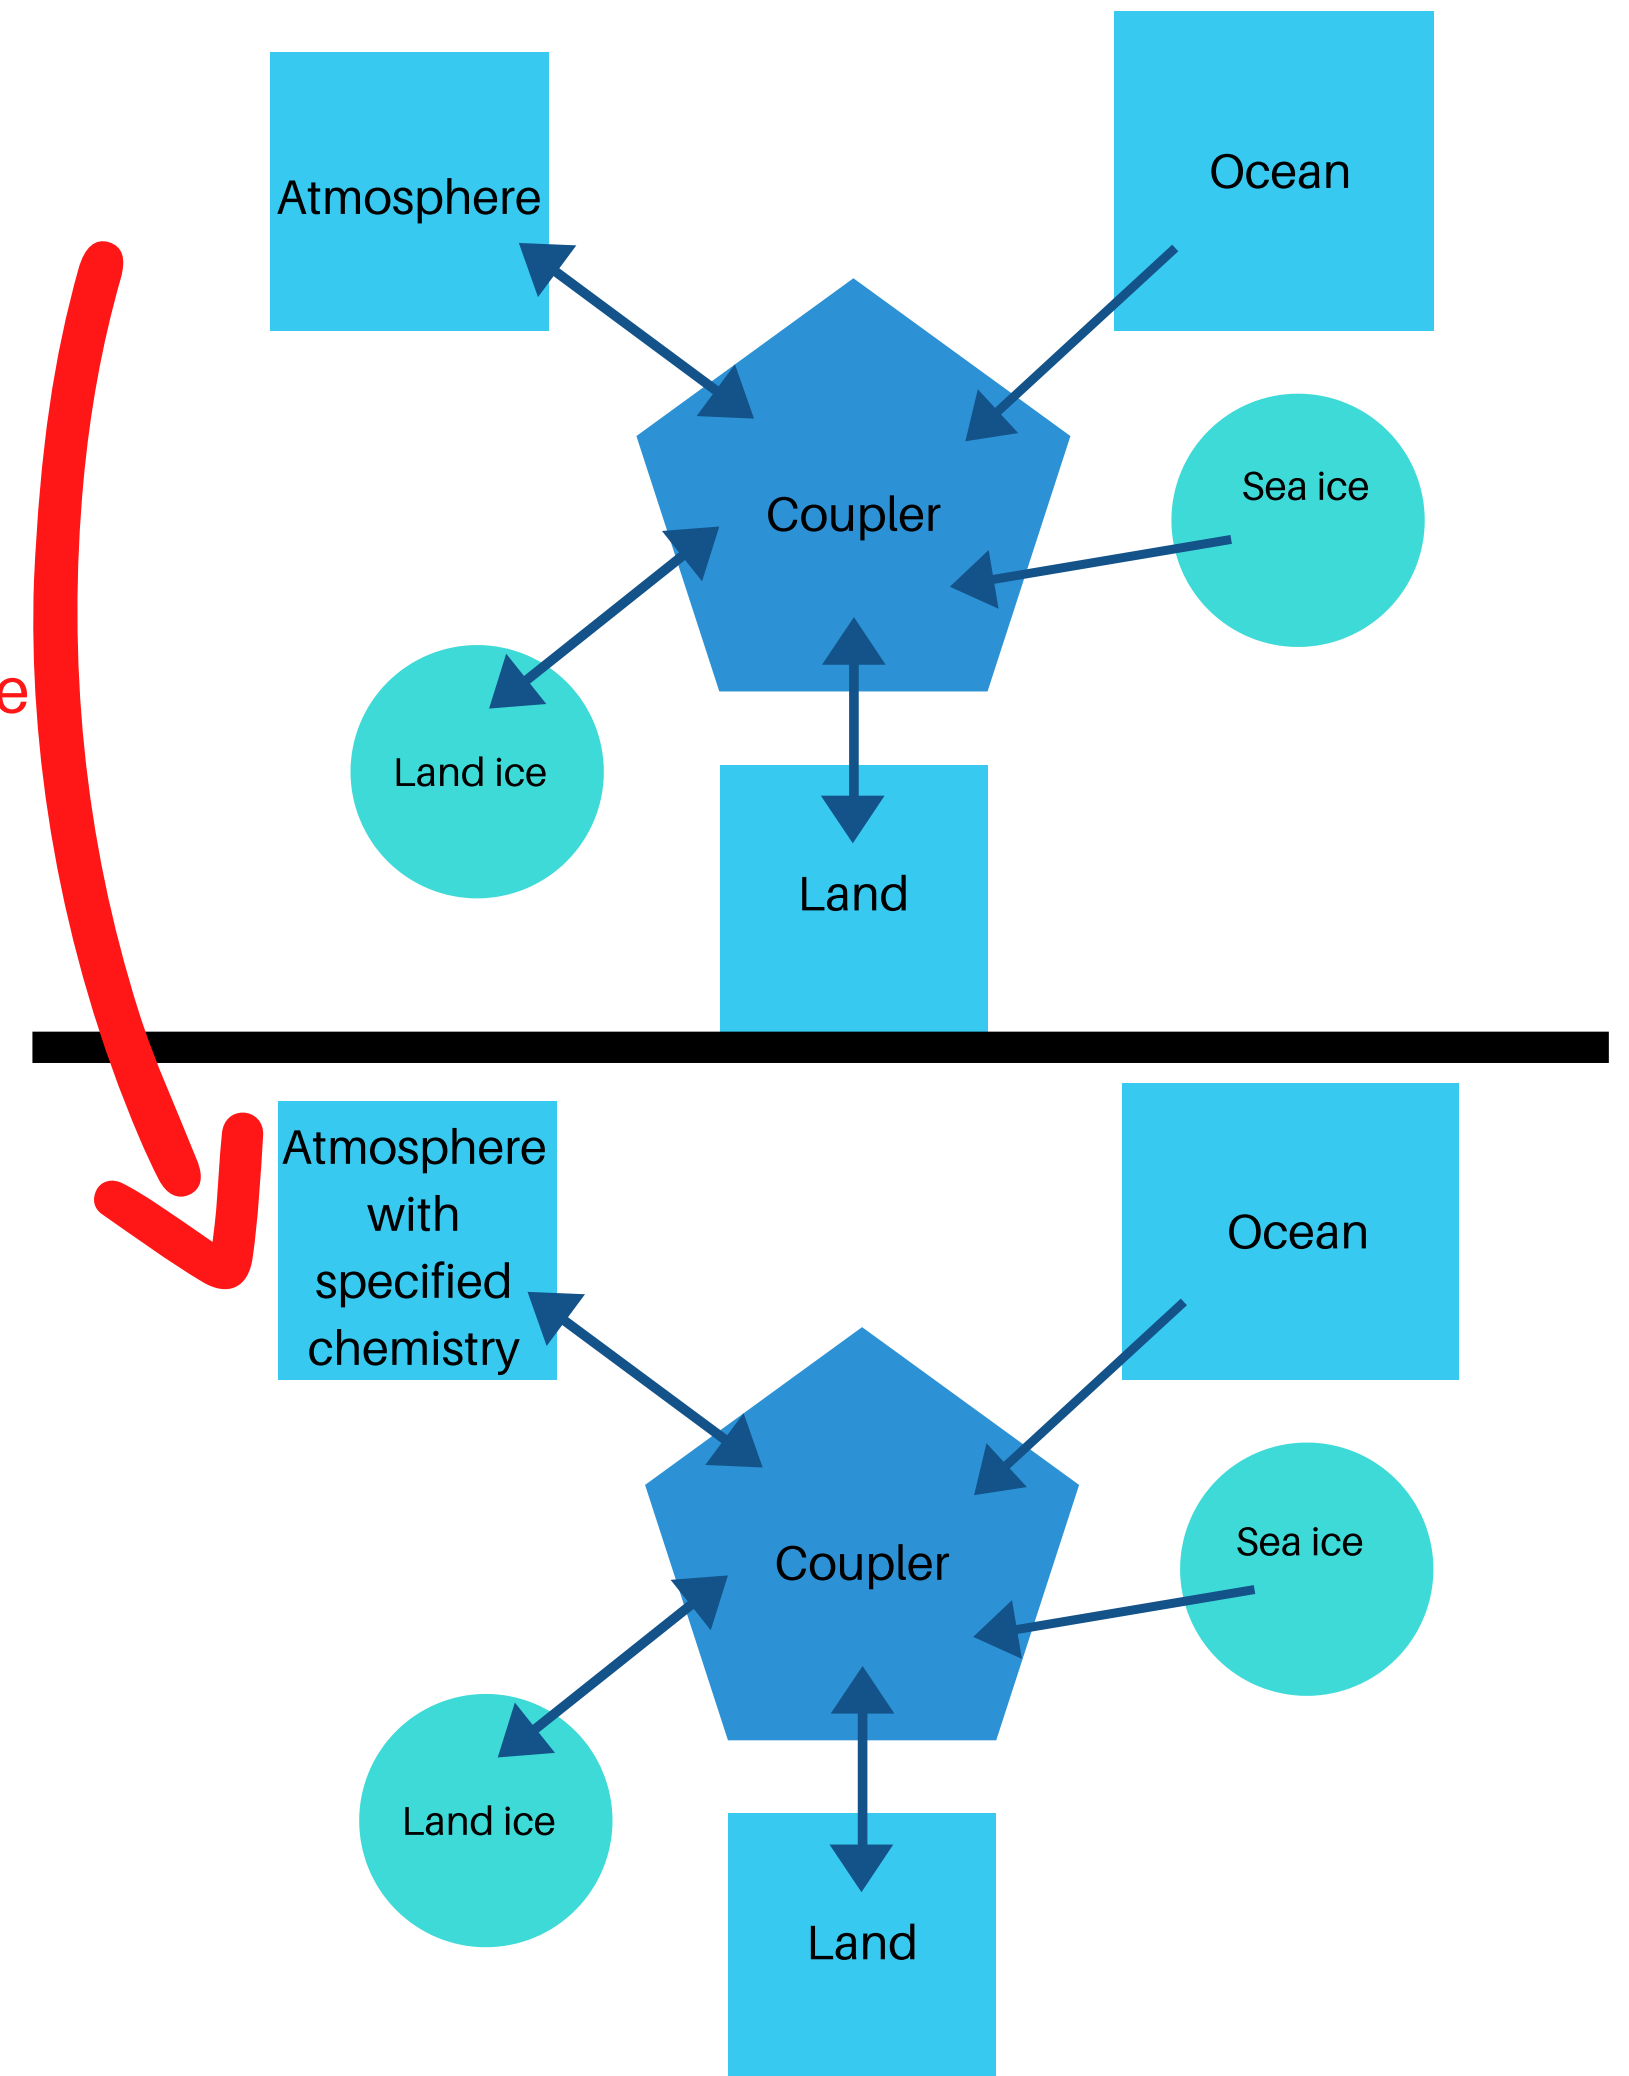 Atmosphere
Ocean
Coupler
Sea ice
Land ice
Land
Atmosphere
with
specified
chemistry
Ocean
Coupler
Sea ice
Land ice
Land